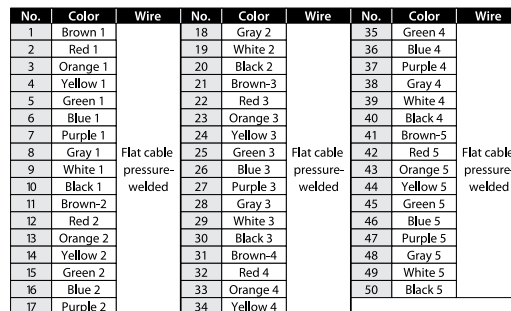 No. Color Wire No. Color Wire No. Color Wire
1 Brown 1 18 Gray 2 35 Green 4
2 Red 1 19 White 2 36 Blue 4
3 Orange 1 20 Black 2 37 Purple 4
4 Yellow 1 21 Brown-3 38 Gray 4
5 Green 1 22 Red 3 39 White 4
6 Blue 1 23 Orange 3 40 Black 4
7 Purple 1 24 Yellow 3 41 Brown-5
8 Gray 1 Flat cable 25 Green 3 Flat cable 42 Red 5 Flat cable
9 White 1 pressure- 26 Blue 3 pressure- 43 Orange 5 pressure-
10 Black 1 welded 27 Purple 3 welded 44 Yellow 5 welded
11 Brown-2 28 Gray 3 45 Green 5
12 Red 2 29 White 3 46 Blue 5
13 Orange 2 30 Black 3 47 Purple 5
14 Yellow 2 31 Brown-4 48 Gray 5
15 Green 2 32 Red 4 49 White 5
16 Blue 2 33 Orange 4 50 Black 5
17 Purple 2 34 Yellow 4